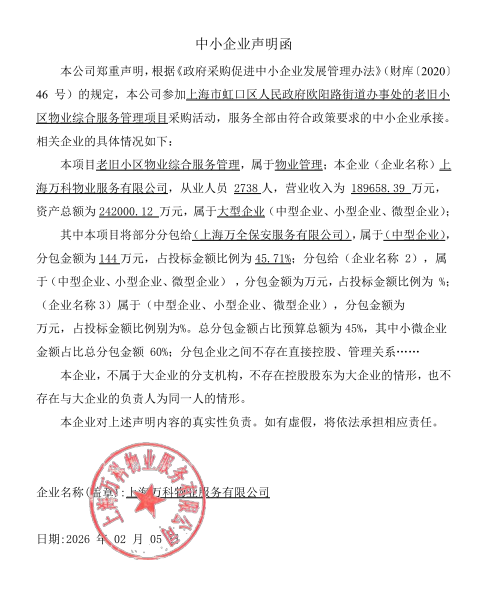 中小企业声明函
本公司郑重声明，根据《政府采购促进中小企业发展管理办法》（财库〔2020〕
46 号）的规定，本公司参加上海市虹口区人民政府欧阳路街道办事处的老旧小
区物业综合服务管理项目采购活动，服务全部由符合政策要求的中小企业承接。
相关企业的具体情况如下：
本项目老旧小区物业综合服务管理，属于物业管理；本企业（企业名称）上
海万科物业服务有限公司，从业人员 2738 人，营业收入为 189658.39 万元，
资产总额为 242000.12 万元，属于大型企业（中型企业、小型企业、微型企业）；
其中本项目将部分分包给（上海万全保安服务有限公司），属于（中型企业），
分包金额为 144 万元，占投标金额比例为 45.71%；分包给（企业名称 2），属
于（中型企业、小型企业、微型企业），分包金额为万元，占投标金额比例为 %；
（企业名称3）属于（中型企业、小型企业、微型企业），分包金额为
万元，占投标金额比例别为%。总分包金额占比预算总额为 45%，其中小微企业
金额占比总分包金额 60%；分包企业之间不存在直接控股、管理关系……
本企业，不属于大企业的分支机构，不存在控股股东为大企业的情形，也不
存在与大企业的负责人为同一人的情形。
本企业对上述声明内容的真实性负责。如有虚假，将依法承担相应责任。
企业名称(盖章):上海万科物业服务有限公司
上海万科物业服务有限公司
日期:2026 年 02 月 05 日